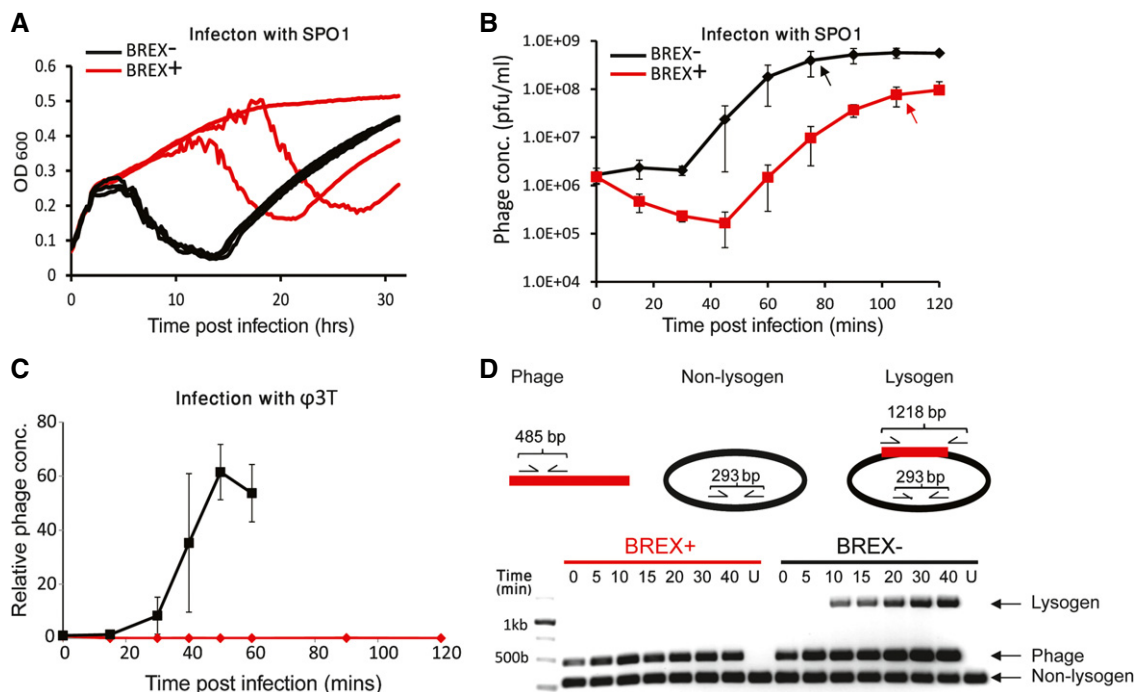 A
Infecton with SPO1
BREX-
BREX+
0.6
0.5
0.4
0.3
0.2
0.1
0
OD 600
0 10 20 30
Time post infection (hrs)
B
Infecton with SPO1
BREX-
BREX+
1.0E+09
1.0E+08
1.0E+07
1.0E+06
1.0E+05
1.0E+04
Phage conc. (pfu/ml)
0 20 40 60 80 100 120
Time post infection (mins)
C
Infection with φ3T
80
60
40
20
0
Relative phage conc.
0 20 40 60 80 100 120
Time post infection (mins)
D
Phage Non-lysogen Lysogen
485 bp
293 bp
1218 bp
293 bp
BREX+ BREX-
Time (min)
0 5 10 15 20 30 40 U 0 5 10 15 20 30 40 U
1kb
500b
Lysogen
Phage
Non-lysogen